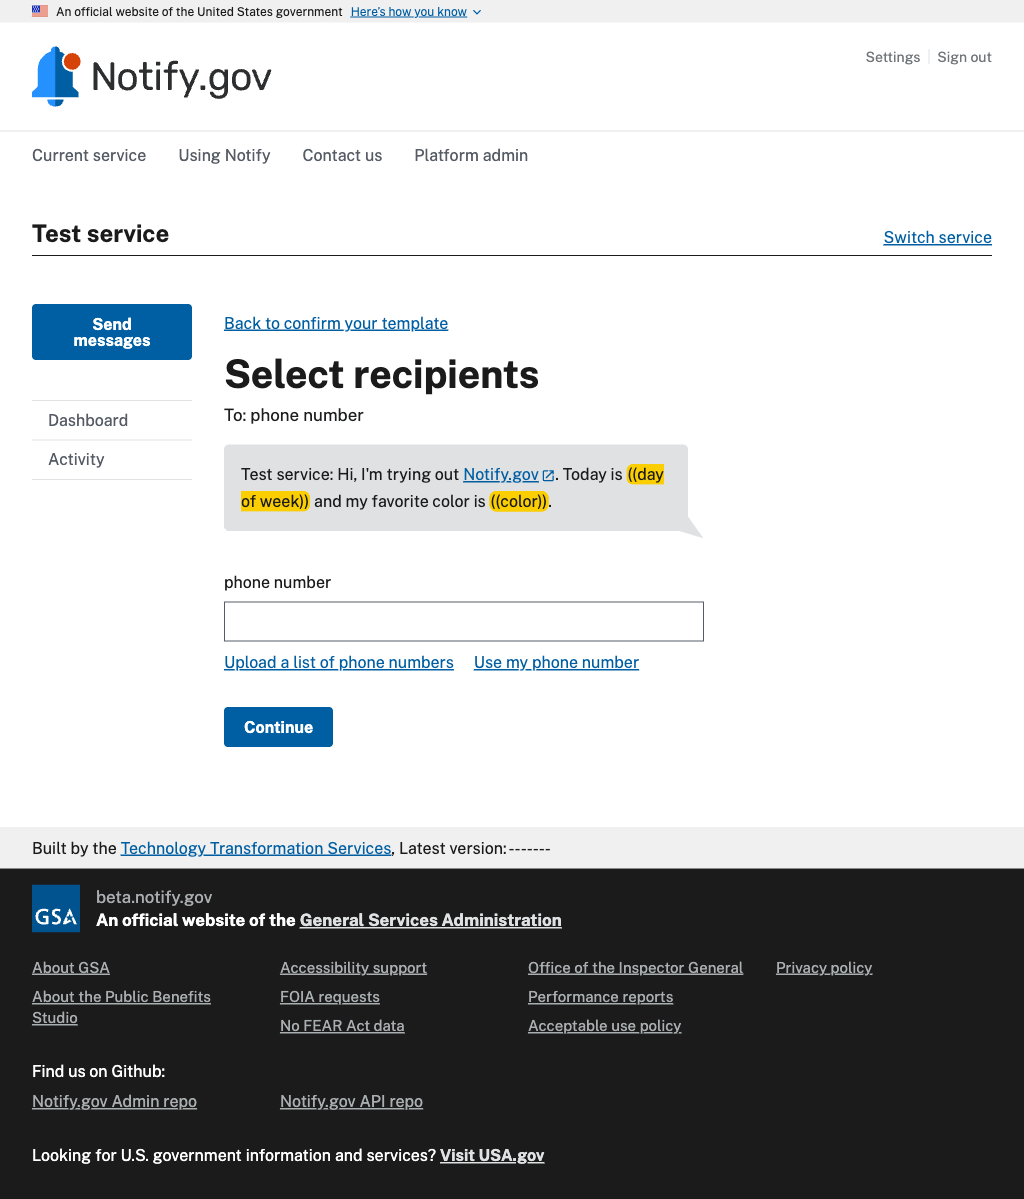 An official website of the United States government Here's how you know
Notify.gov
Settings Sign out
Current service Using Notify Contact us Platform admin
Test service
Switch service
Send
messages
Dashboard
Activity
Back to confirm your template
Select recipients
To: phone number
Test service: Hi, I'm trying out Notify.gov. Today is ((day
of week)) and my favorite color is ((color)).
phone number
Upload a list of phone numbers Use my phone number
Continue
Built by the Technology Transformation Services, Latest version:-------
GSA
beta.notify.gov
An official website of the General Services Administration
About GSA
About the Public Benefits
Studio
Accessibility support
FOIA requests
No FEAR Act data
Office of the Inspector General
Performance reports
Acceptable use policy
Privacy policy
Find us on Github:
Notify.gov Admin repo Notify.gov API repo
Looking for U.S. government information and services? Visit USA.gov